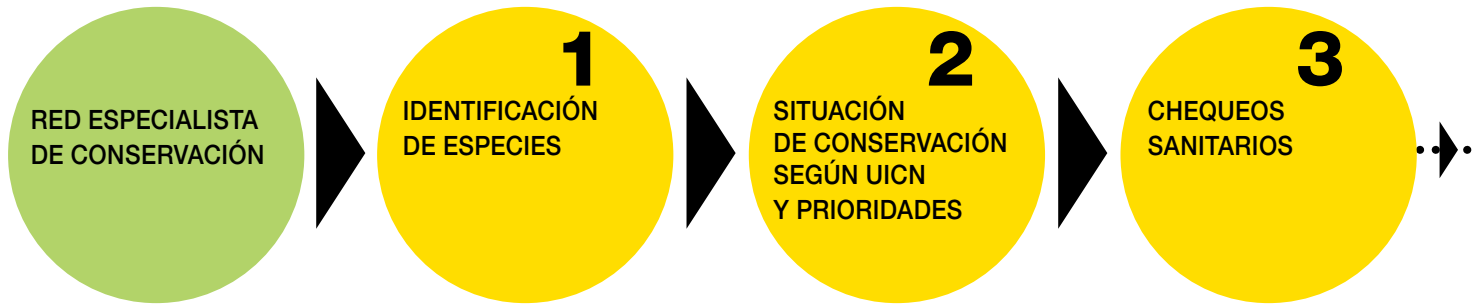 RED ESPECIALISTA
DE CONSERVACIÓN
1
IDENTIFICACIÓN
DE ESPECIES
2
SITUACIÓN
DE CONSERVACIÓN
SEGÚN UICN
Y PRIORIDADES
3
CHEQUEOS
SANITARIOS